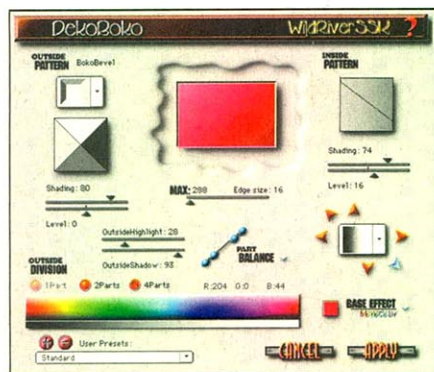 DekoBoko
WildRiverSSK ?
OUTSIDE
PATTERN
BokoBevel
INSIDE
PATTERN
Shading: 80
Level: 0
MAX: 288
Edge size: 16
Shading: 74
Level: 16
OutsideHighlight: 28
OutsideShadow: 93
PART
BALANCE
OUTSIDE
DIVISION
1Part
2Parts
4Parts
R:204 G:0 B:44
BASE EFFECT
MonoColor
User Presets:
Standard
CANCEL
APPLY